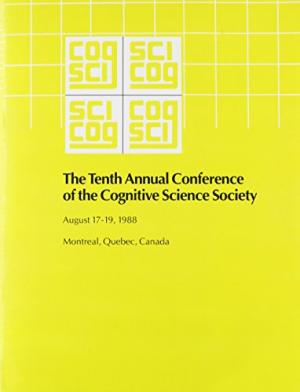 COG SCI
SCI COG
SCI COG
COG SCI
The Tenth Annual Conference
of the Cognitive Science Society
August 17-19, 1988
Montreal, Quebec, Canada